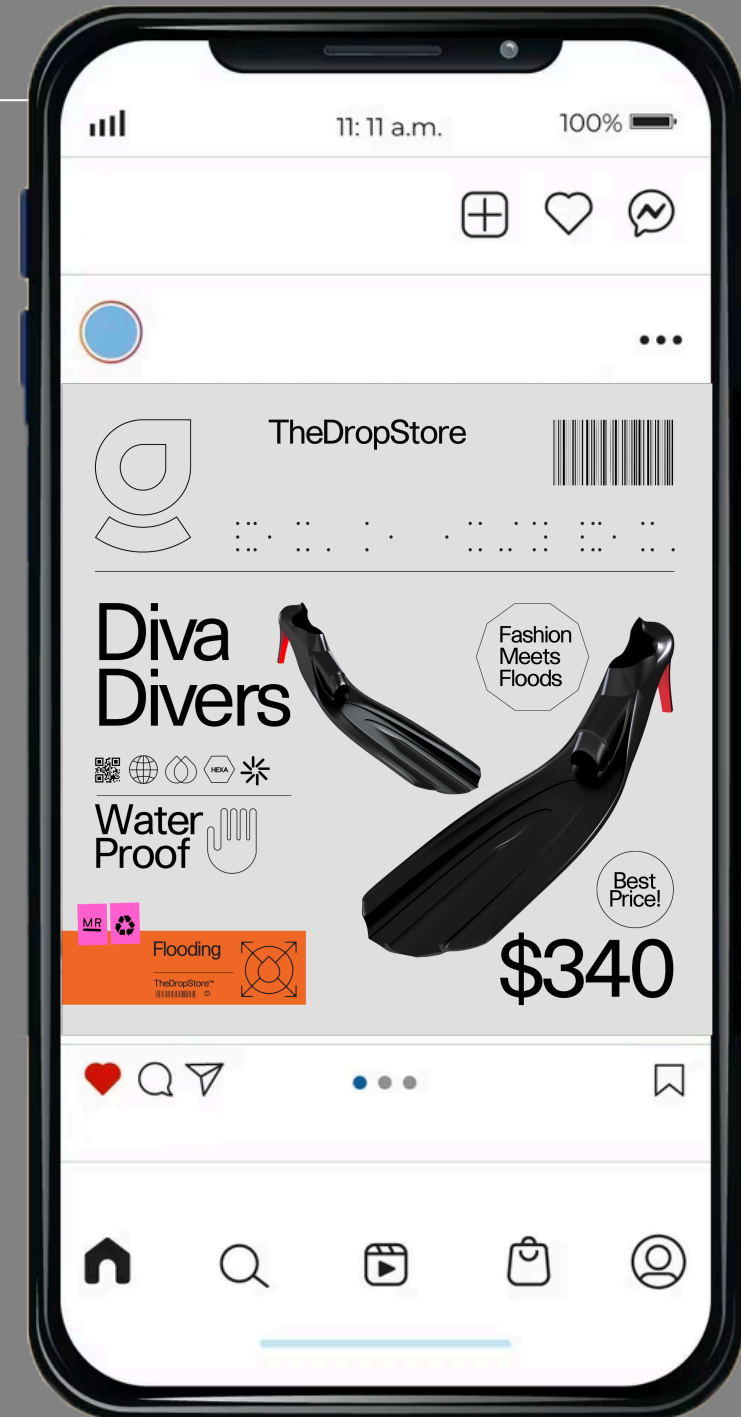 11: 11 a.m.
100%
TheDropStore
Diva
Divers
Fashion
Meets
Floods
HEXA
Water
Proof
Best
Price!
$340
MR
Flooding
TheDropStore™